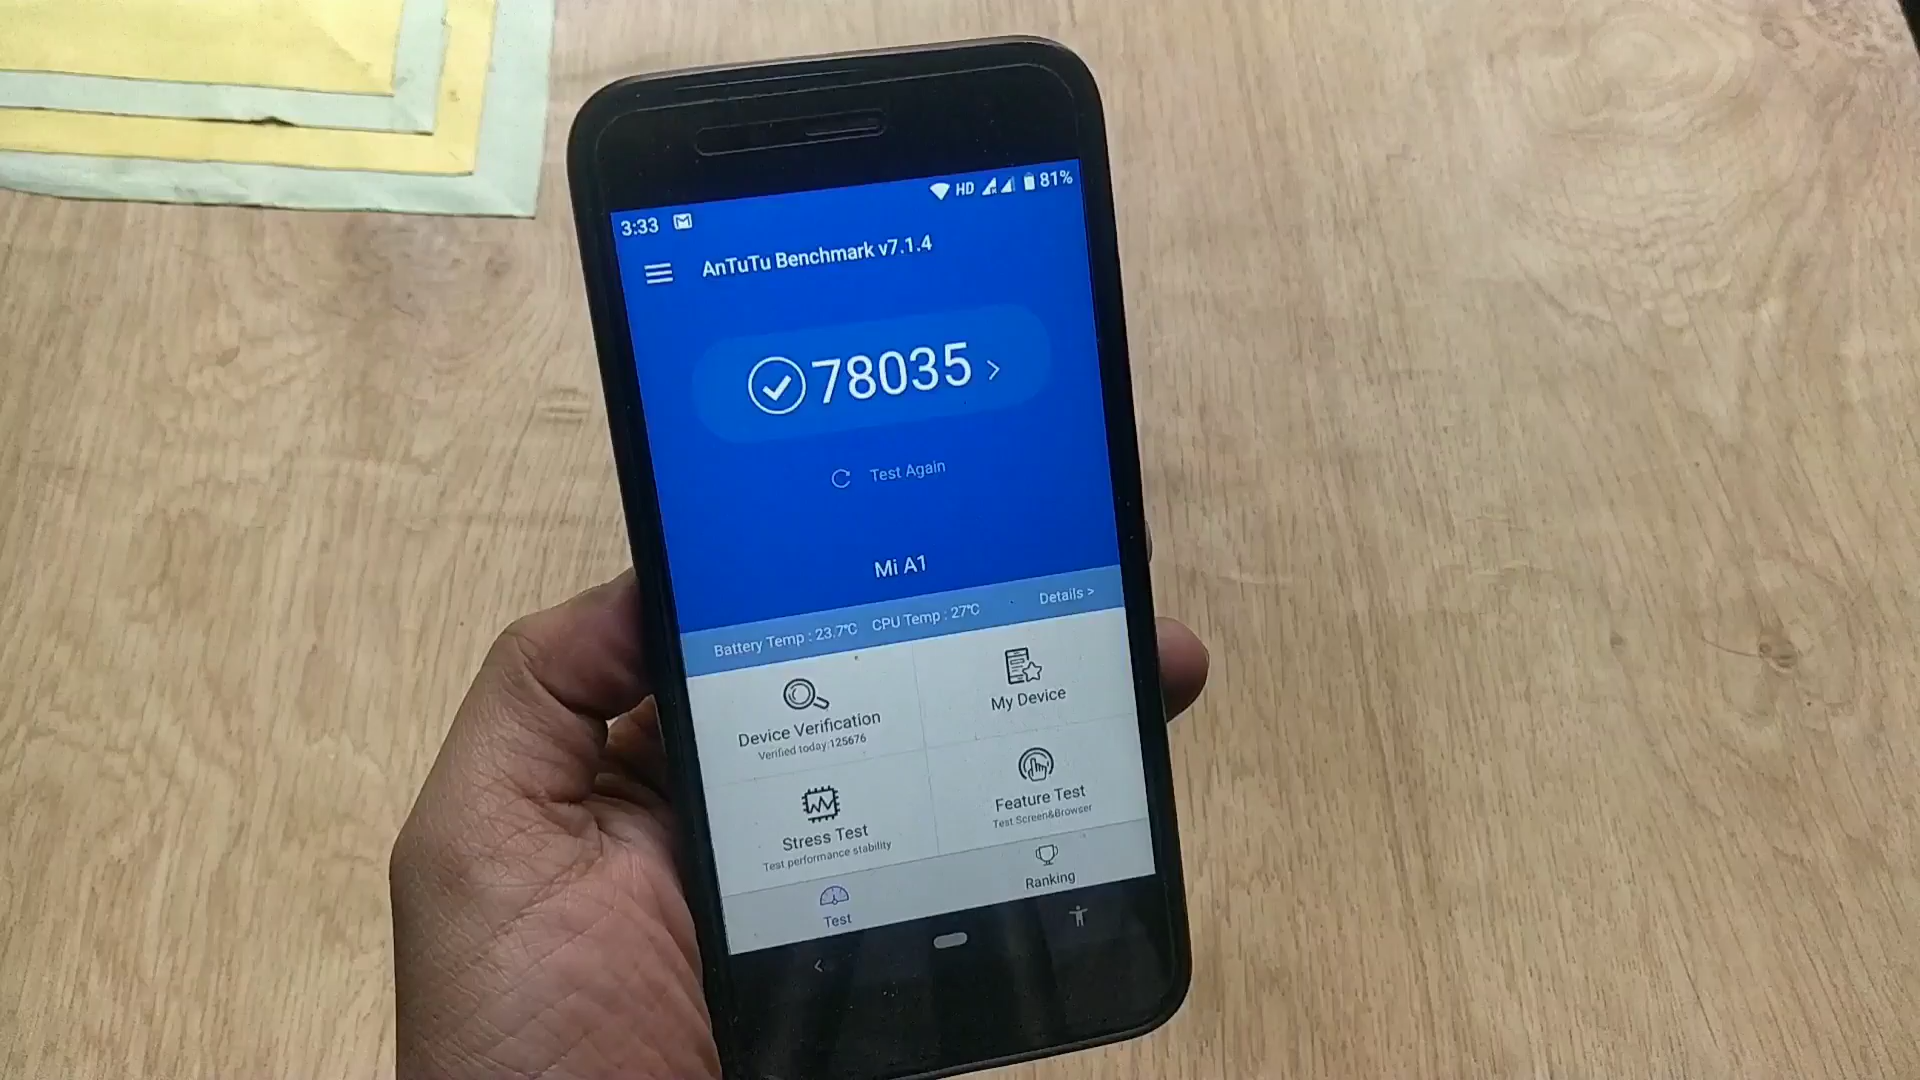 3:33 HD 81%
AnTuTu Benchmark v7.1.4
78035 >
Test Again
Mi A1
Battery Temp : 23.7℃ CPU Temp : 27℃ Details >
Device Verification
Verified today:125676
My Device
Stress Test
Test performance stability
Feature Test
Test Screen&Browser
Test
Ranking